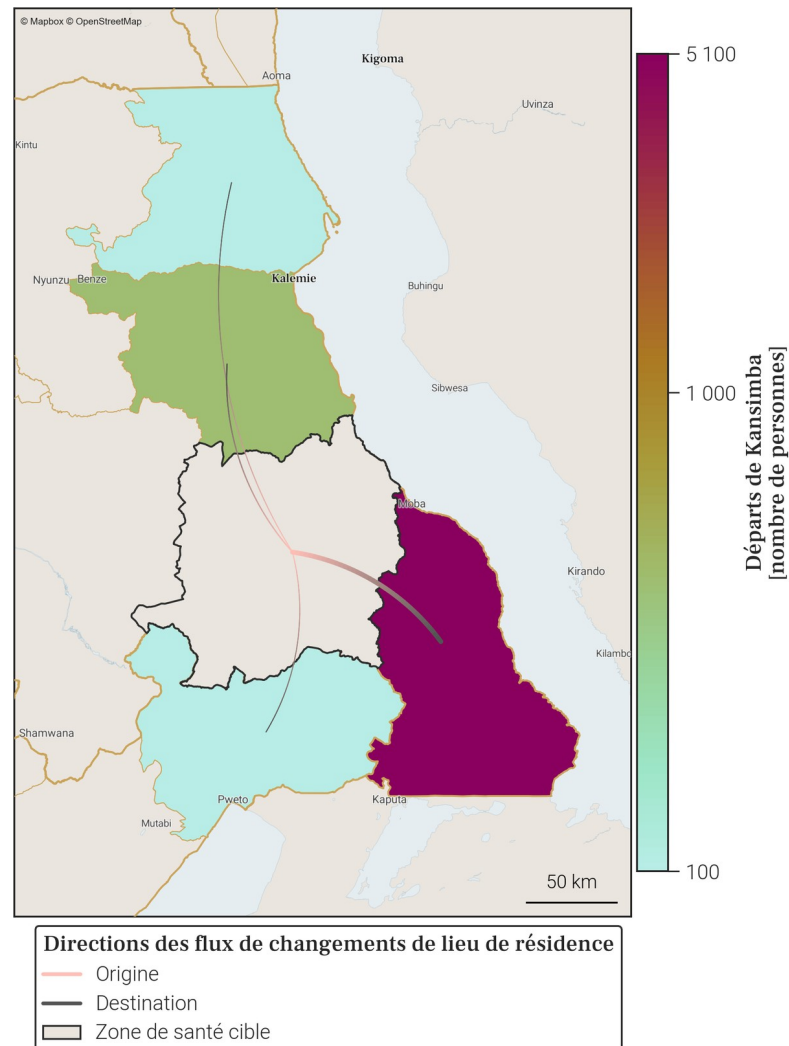 © Mapbox © OpenStreetMap
Kigoma
Aoma
Uvinza
Kintu
Nyunzu
Benze
Kalemie
Buhingu
Sibwesa
Moba
Kirando
Kilambo
Shamwana
Pweto
Kaputa
Mutabi
50 km
5 100
1 000
100
Départs de Kansimba
[nombre de personnes]
Directions des flux de changements de lieu de résidence
Origine
Destination
Zone de santé cible